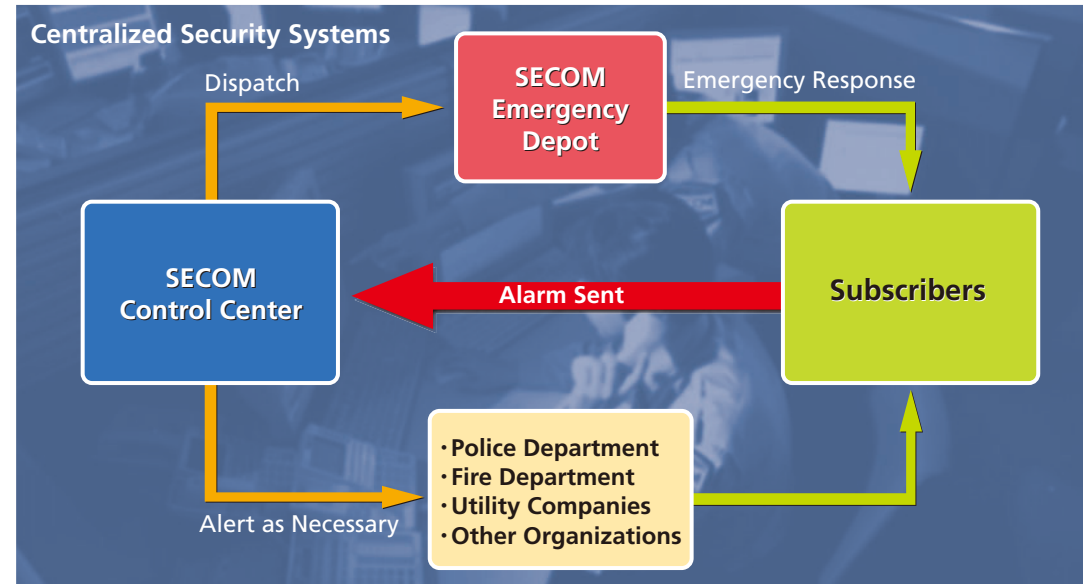 Centralized Security Systems
Dispatch
SECOM
Emergency
Depot
Emergency Response
SECOM
Control Center
Alarm Sent
Subscribers
Alert as Necessary
・Police Department
・Fire Department
・Utility Companies
・Other Organizations